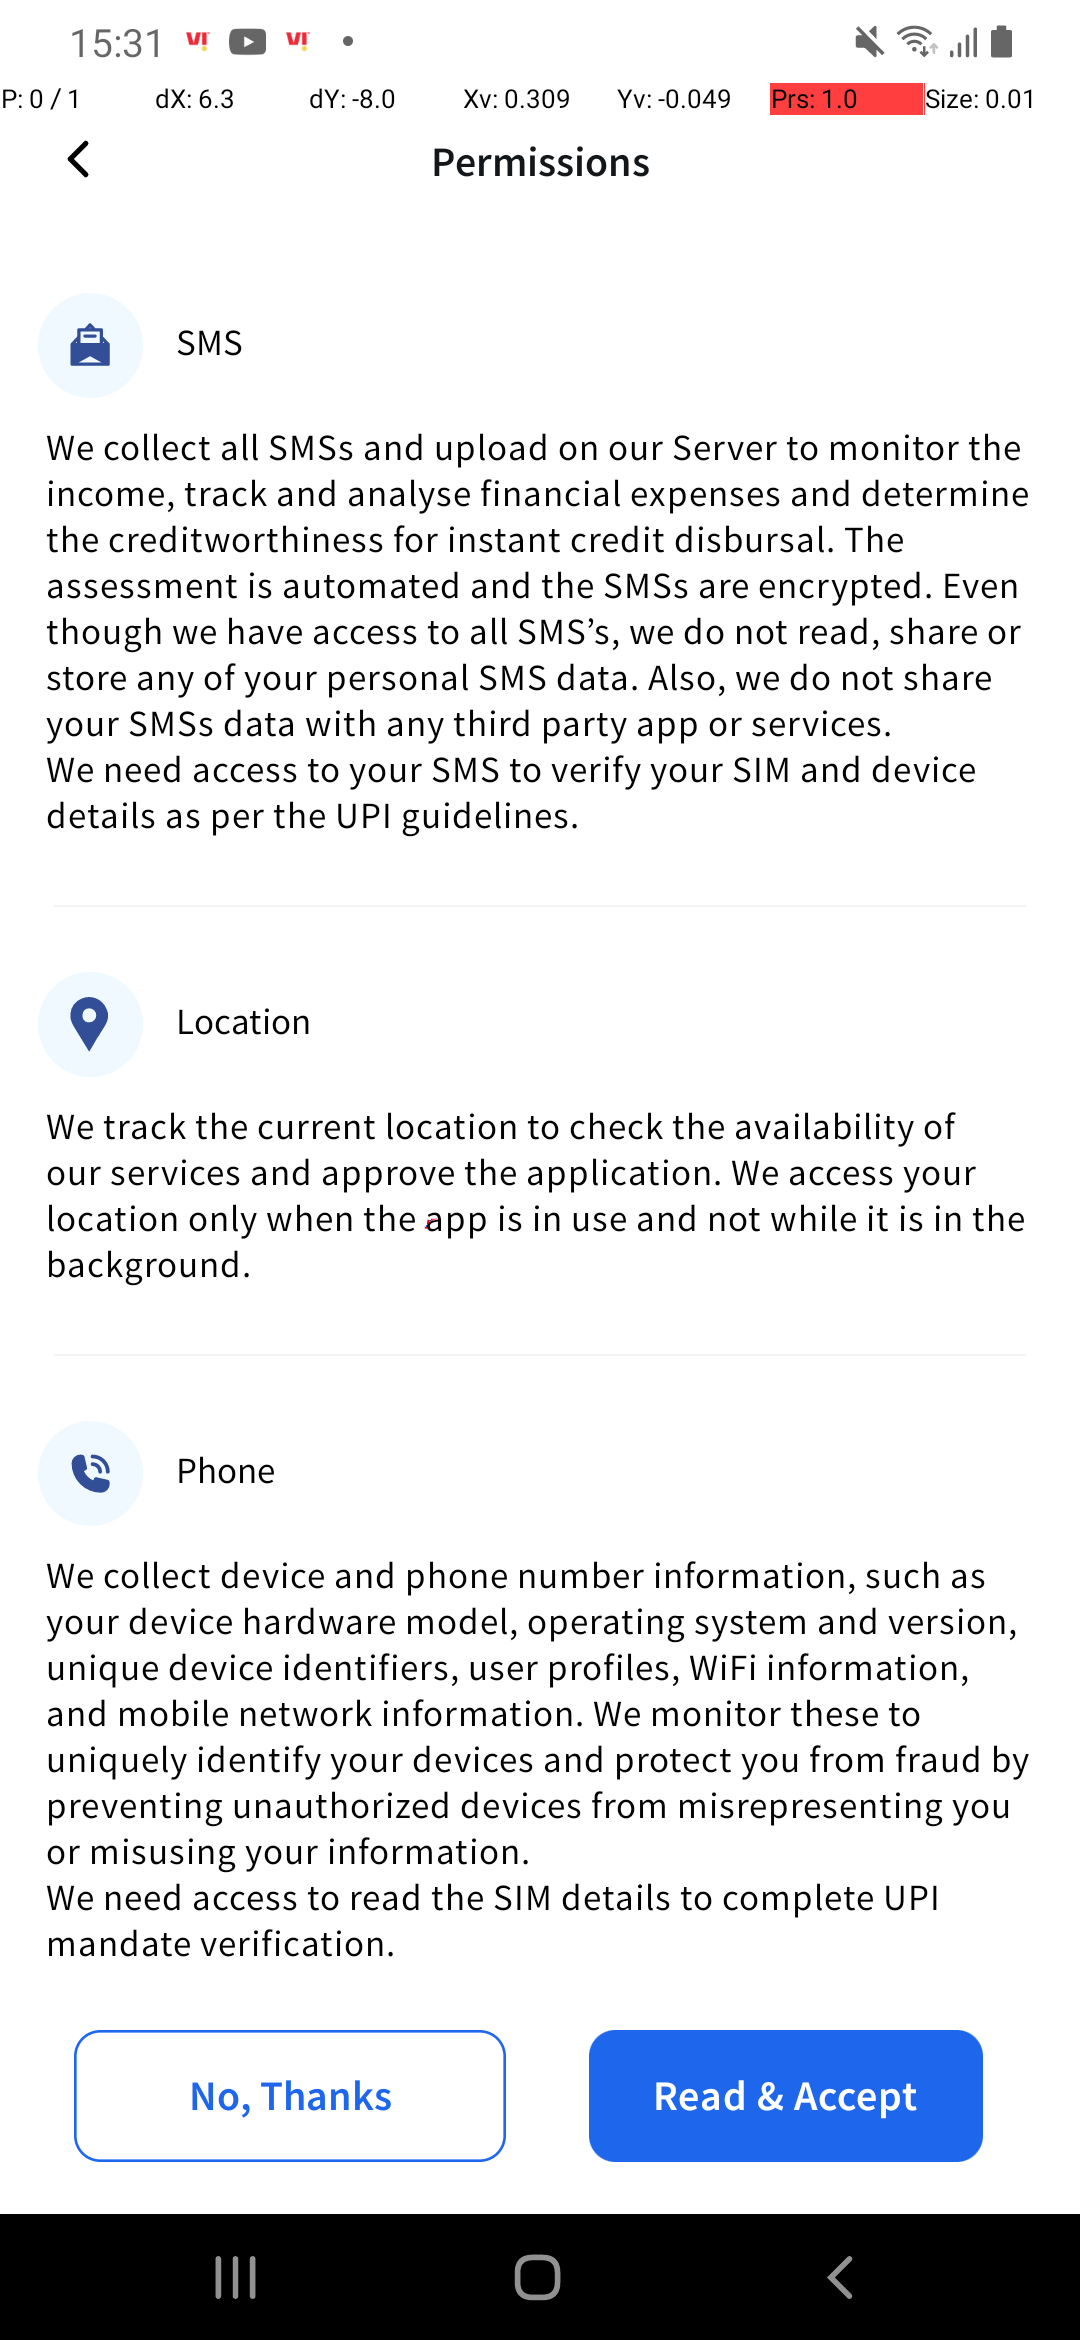 15:31
P: 0 / 1 dX: 6.3 dY: -8.0 Xv: 0.309 Yv: -0.049 Prs: 1.0 Size: 0.01
Permissions
SMS
We collect all SMSs and upload on our Server to monitor the
income, track and analyse financial expenses and determine
the creditworthiness for instant credit disbursal. The
assessment is automated and the SMSs are encrypted. Even
though we have access to all SMS’s, we do not read, share or
store any of your personal SMS data. Also, we do not share
your SMSs data with any third party app or services.
We need access to your SMS to verify your SIM and device
details as per the UPI guidelines.
Location
We track the current location to check the availability of
our services and approve the application. We access your
location only when the app is in use and not while it is in the
background.
Phone
We collect device and phone number information, such as
your device hardware model, operating system and version,
unique device identifiers, user profiles, WiFi information,
and mobile network information. We monitor these to
uniquely identify your devices and protect you from fraud by
preventing unauthorized devices from misrepresenting you
or misusing your information.
We need access to read the SIM details to complete UPI
mandate verification.
No, Thanks Read & Accept